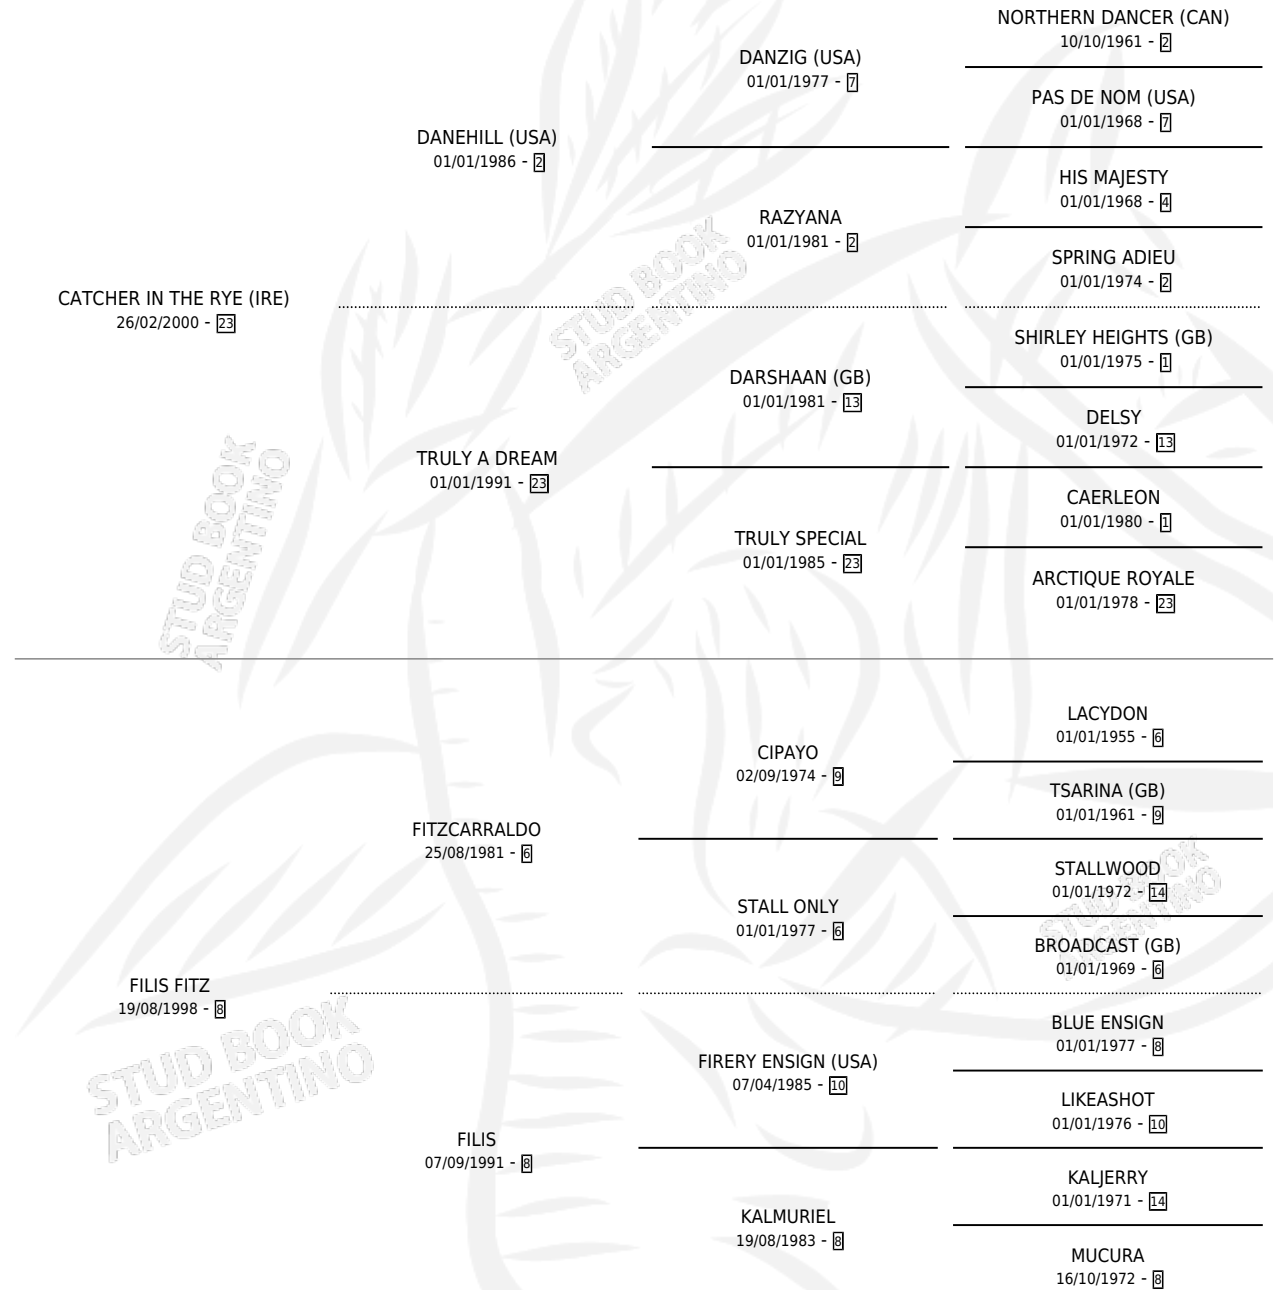 NORTHERN DANCER (CAN)
10/10/1961 - 2
DANZIG (USA)
01/01/1977 - 7
PAS DE NOM (USA)
01/01/1968 - 7
DANEHILL (USA)
01/01/1986 - 2
HIS MAJESTY
01/01/1968 - 4
RAZYANA
01/01/1981 - 2
SPRING ADIEU
01/01/1974 - 2
CATCHER IN THE RYE (IRE)
26/02/2000 - 23
STUD BOOK
ARGENTINO
SHIRLEY HEIGHTS (GB)
01/01/1975 - 1
DARSHAAN (GB)
01/01/1981 - 13
DELSY
01/01/1972 - 13
TRULY A DREAM
01/01/1991 - 23
CAERLEON
01/01/1980 - 1
TRULY SPECIAL
01/01/1985 - 23
ARCTIQUE ROYALE
01/01/1978 - 23
STUD BOOK
ARGENTINO
LACYDON
01/01/1955 - 6
CIPAYO
02/09/1974 - 9
TSARINA (GB)
01/01/1961 - 9
FITZCARRALDO
25/08/1981 - 6
STALLWOOD
01/01/1972 - 14
STALL ONLY
01/01/1977 - 6
STUD BOOK
ARGENTINO
BROADCAST (GB)
01/01/1969 - 6
FILIS FITZ
19/08/1998 - 8
STUD BOOK
ARGENTINO
BLUE ENSIGN
01/01/1977 - 8
FIRERY ENSIGN (USA)
07/04/1985 - 10
LIKEASHOT
01/01/1976 - 10
FILIS
07/09/1991 - 8
KALJERRY
01/01/1971 - 14
KALMURIEL
19/08/1983 - 8
MUCURA
16/10/1972 - 8